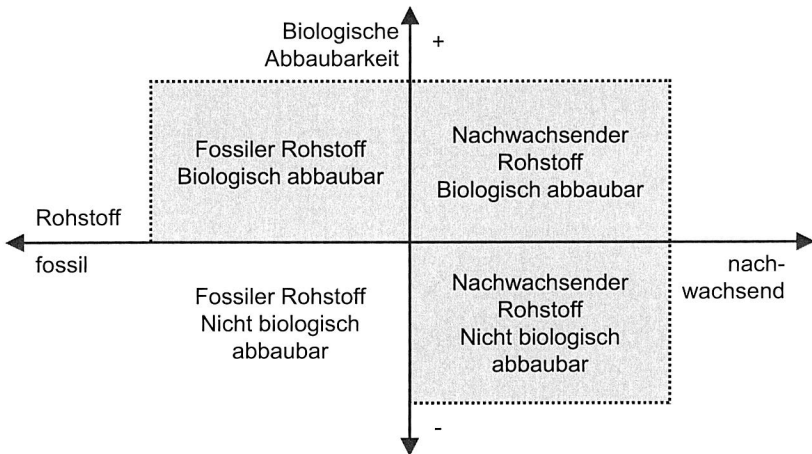 Biologische
Abbaubarkeit
+
Fossiler Rohstoff
Biologisch abbaubar
Nachwachsender
Rohstoff
Biologisch abbaubar
Rohstoff
fossil
nach-
wachsend
Fossiler Rohstoff
Nicht biologisch
abbaubar
Nachwachsender
Rohstoff
Nicht biologisch
abbaubar
-